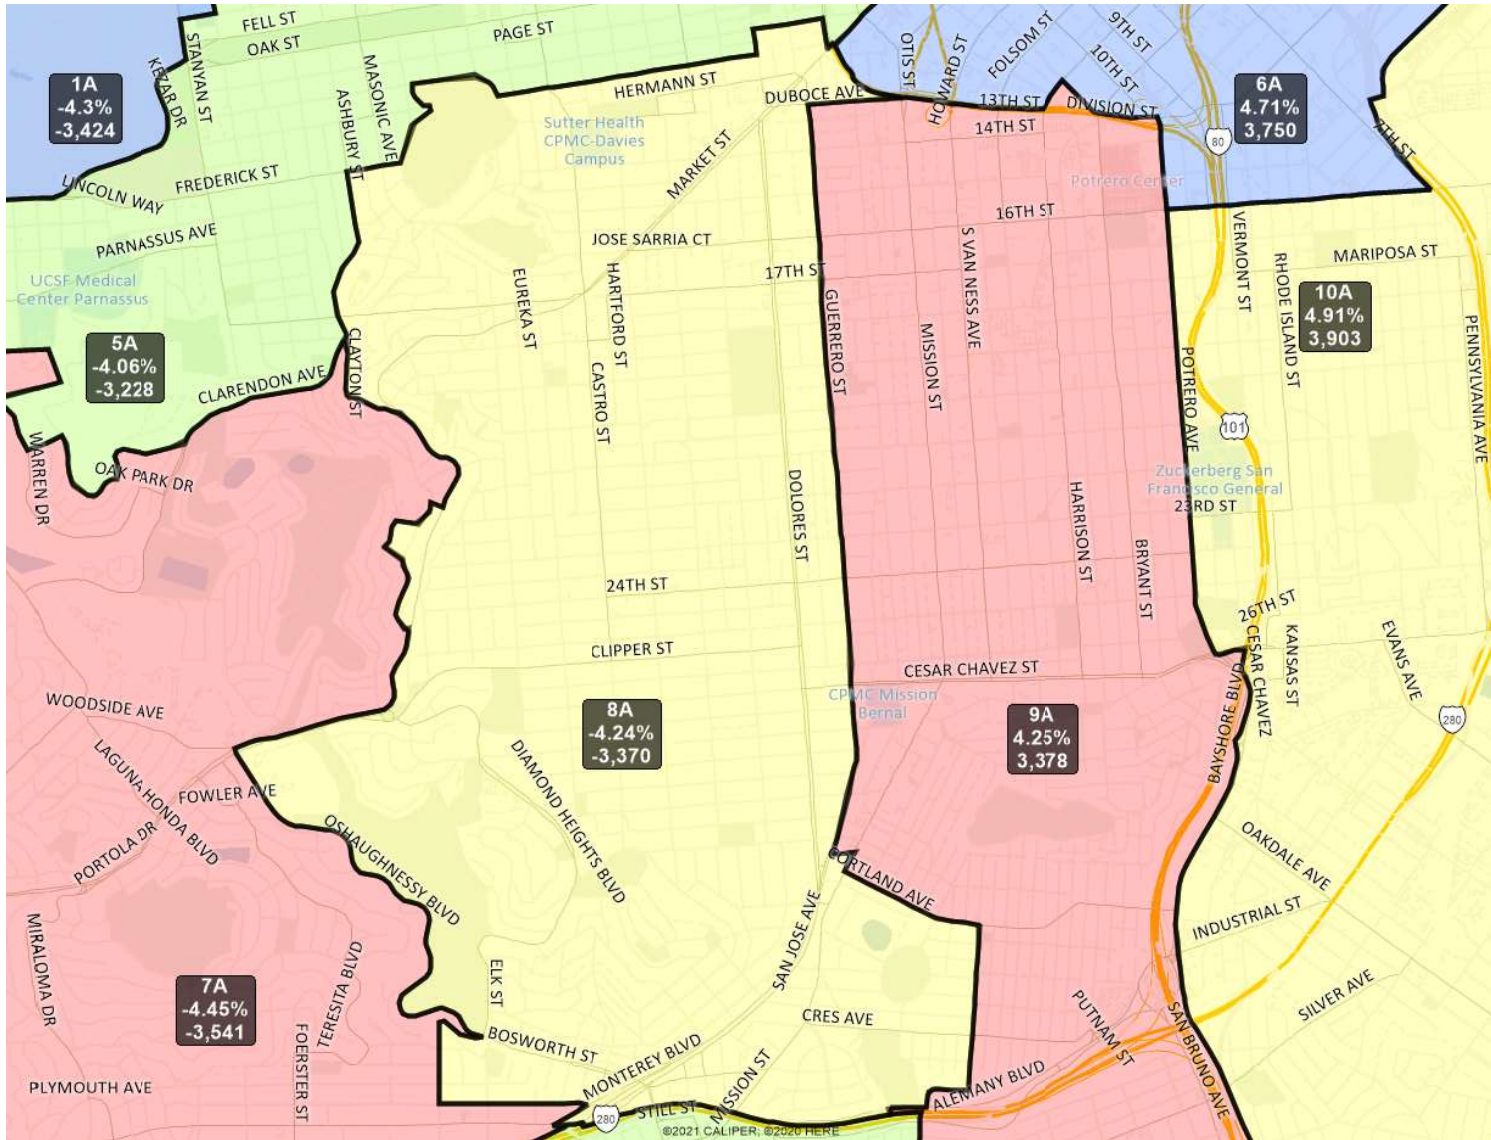 FELL ST
OAK ST
PAGE ST
STANYAN ST
KEZAR DR
MASONIC AVE
ASHBURY ST
1A
-4.3%
-3,424
LINCOLN WAY
FREDERICK ST
PARNASSUS AVE
UCSF Medical
Center Parnassus
5A
-4.06%
-3,228
CLARENDON AVE
CLAYTON ST
WARREN DR
OAK PARK DR
HERMANN ST
DUBOCE AVE
Sutter Health
CPMC-Davies
Campus
MARKET ST
JOSE SARRIA CT
17TH ST
EUREKA ST
HARTFORD ST
CASTRO ST
DOLORES ST
GUERRERO ST
24TH ST
CLIPPER ST
8A
-4.24%
-3,370
DIAMOND HEIGHTS BLVD
OTIS ST
HOWARD ST
FOLSOM ST
9TH ST
10TH ST
13TH ST
DIVISION ST
14TH ST
6A
4.71%
3,750
80
7TH ST
Potrero Center
16TH ST
S VAN NESS AVE
MISSION ST
VERMONT ST
RHODE ISLAND ST
MARIPOSA ST
10A
4.91%
3,903
PENNSYLVANIA AVE
POTRERO AVE
101
Zuckerberg San
Francisco General
23RD ST
HARRISON ST
BRYANT ST
26TH ST
CESAR CHAVEZ
KANSAS ST
EVANS AVE
280
CESAR CHAVEZ ST
CPMC Mission
Bernal
9A
4.25%
3,378
BAYSHORE BLVD
WOODSIDE AVE
LAGUNA HONDA BLVD
FOWLER AVE
PORTOLA DR
OSHAUGHNESSY BLVD
MIRALOMA DR
7A
-4.45%
-3,541
TERESITA BLVD
FOERSTER ST
PLYMOUTH AVE
ELK ST
BOSWORTH ST
MONTEREY BLVD
SAN JOSE AVE
CORTLAND AVE
CRES AVE
MISSION ST
STILL ST
280
ALEMANY BLVD
PUTNAM ST
SAN BRUNO AVE
OAKDALE AVE
INDUSTRIAL ST
SILVER AVE
©2021 CALIPER; ©2020 HERE